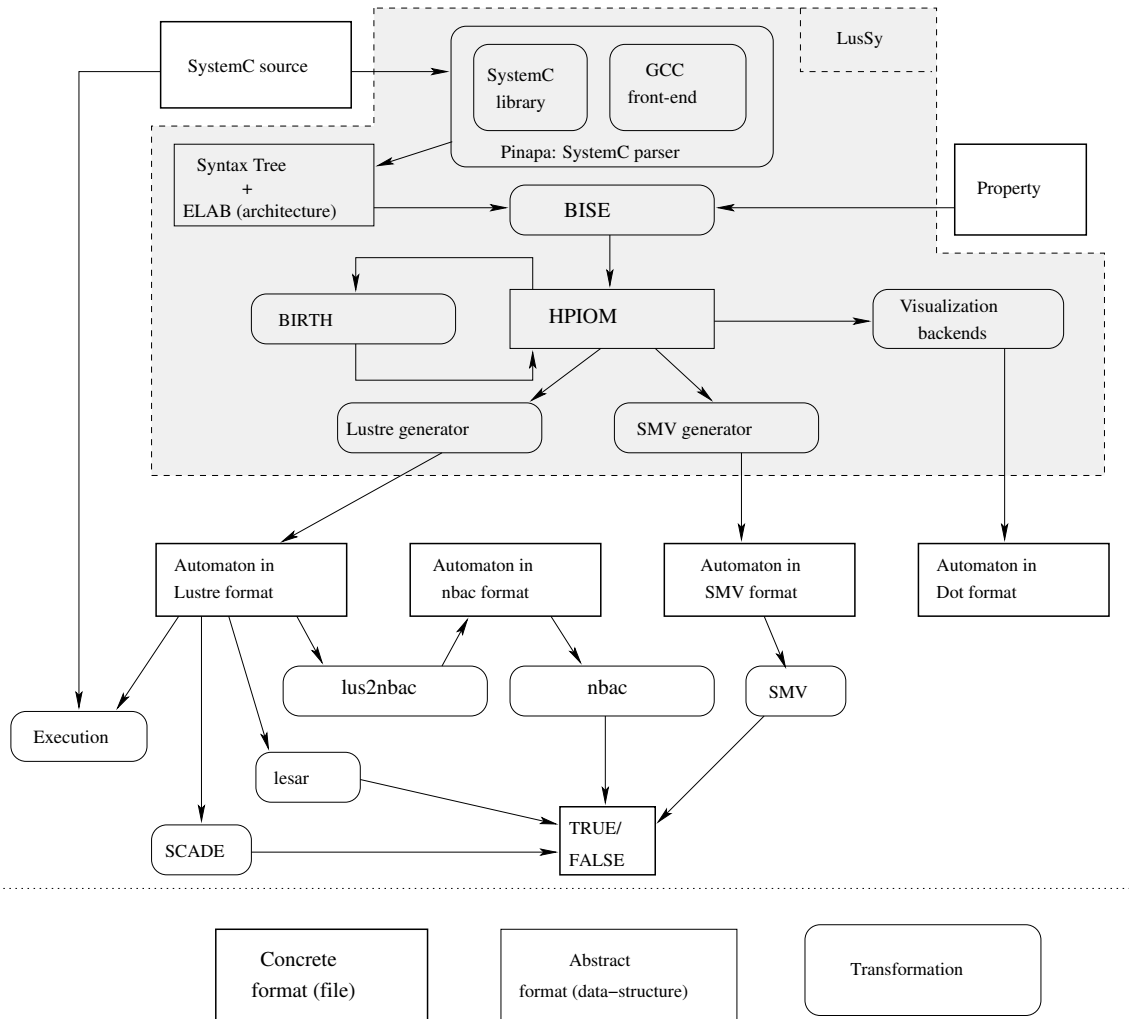 LusSy
SystemC source
SystemC
library
GCC
front-end
Pinapa: SystemC parser
Syntax Tree
+
ELAB (architecture)
BISE
Property
BIRTH
HPIOM
Visualization
backends
Lustre generator
SMV generator
Automaton in
Lustre format
Automaton in
nbac format
Automaton in
SMV format
Automaton in
Dot format
lus2nbac
nbac
SMV
Execution
lesar
SCADE
TRUE/
FALSE
Concrete
format (file)
Abstract
format (data−structure)
Transformation